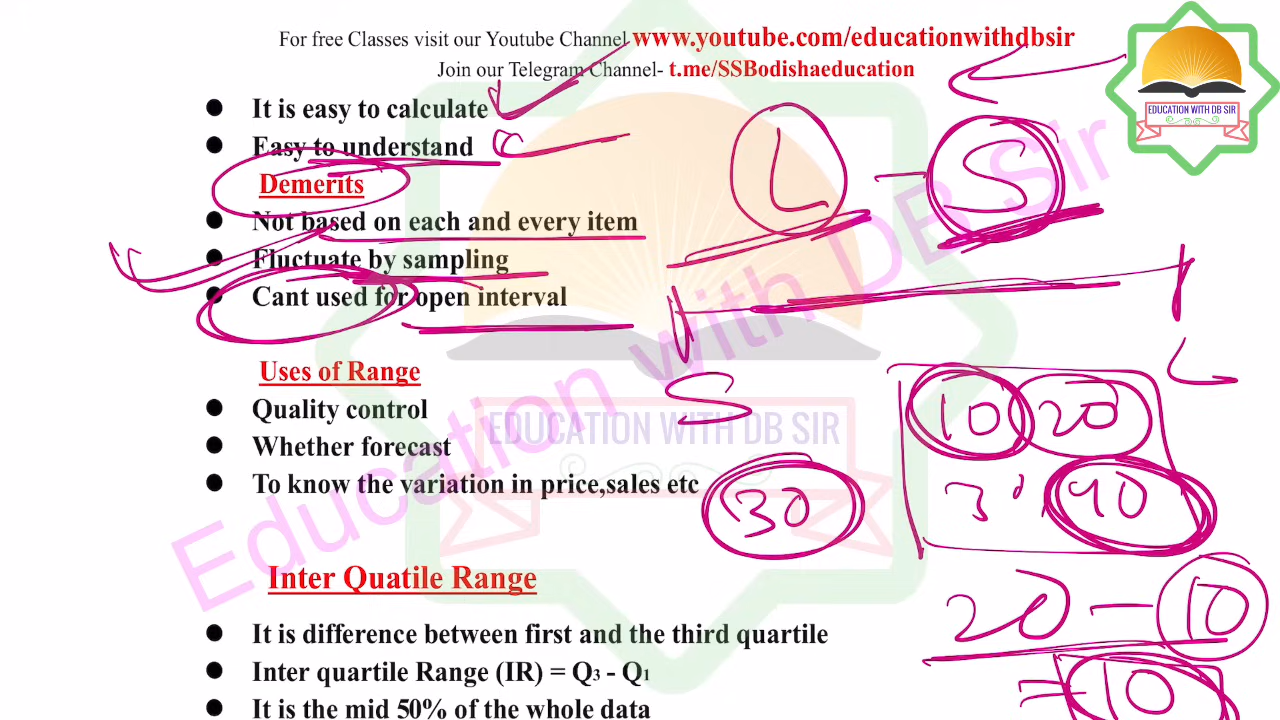 For free Classes visit our Youtube Channel www.youtube.com/educationwithdbsir
Join our Telegram Channel- t.me/SSBodishaeducation
EDUCATION WITH DB SIR
It is easy to calculate
Easy to understand
Demerits
Not based on each and every item
Fluctuate by sampling
Cant used for open interval
L - S
S
L
Uses of Range
Quality control
Whether forecast
To know the variation in price,sales etc
10 20
30
20 - 10
= 10
EDUCATION WITH DB SIR
Education with DB Sir
Inter Quatile Range
It is difference between first and the third quartile
Inter quartile Range (IR) = Q3 - Q1
It is the mid 50% of the whole data